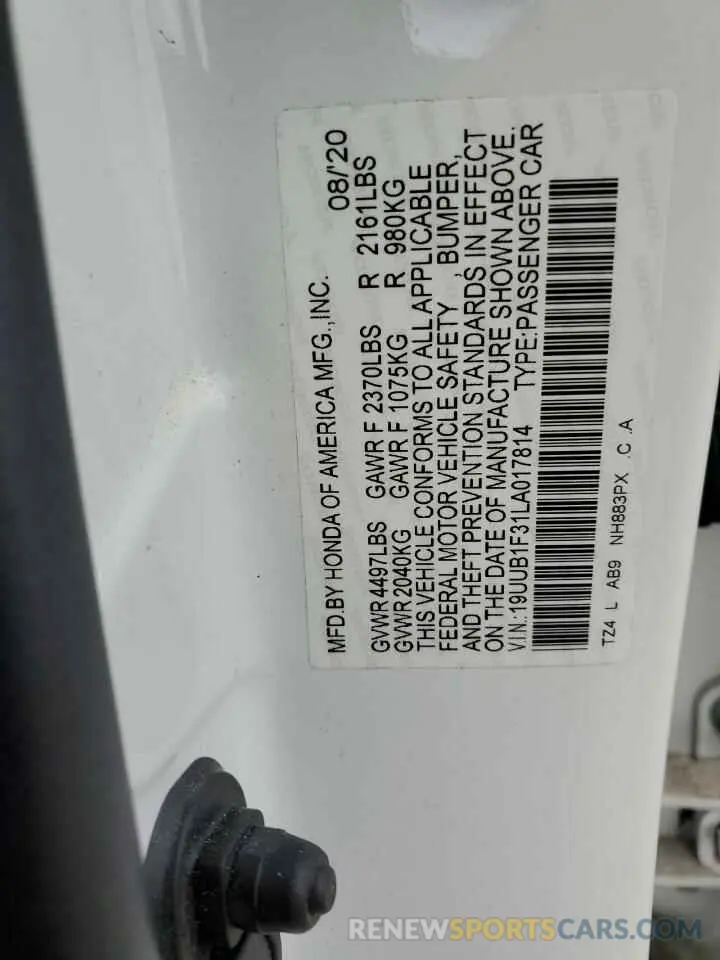 MFD.BY HONDA OF AMERICA MFG.,INC. 08/'20
GVWR 4497LBS GAWR F 2370LBS R 2161LBS
GVWR 2040KG GAWR F 1075KG R 980KG
THIS VEHICLE CONFORMS TO ALL APPLICABLE
FEDERAL MOTOR VEHICLE SAFETY , BUMPER,
AND THEFT PREVENTION STANDARDS IN EFFECT
ON THE DATE OF MANUFACTURE SHOWN ABOVE.
V.I.N.:19UUB1F31LA017814 TYPE:PASSENGER CAR
TZ4 L AB9 NH883PX .C .A
RENEWSPORTSCARS.COM